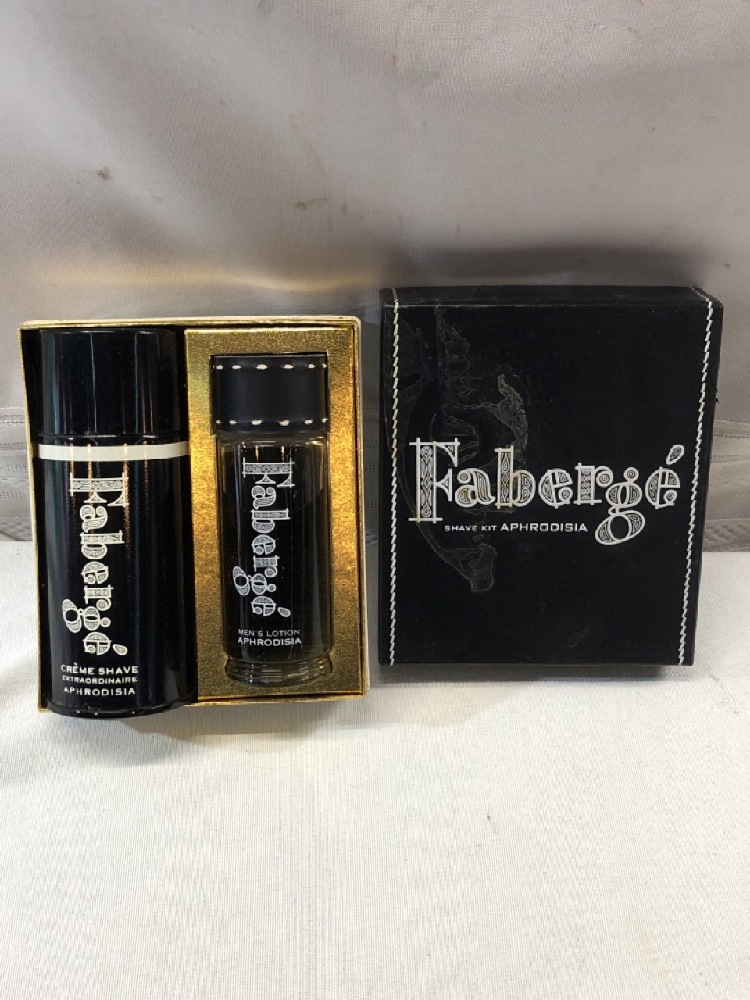 Fabergé
CRÈME SHAVE
EXTRAORDINAIRE
APHRODISIA
Fabergé
MEN'S LOTION
APHRODISIA
Fabergé
SHAVE KIT APHRODISIA